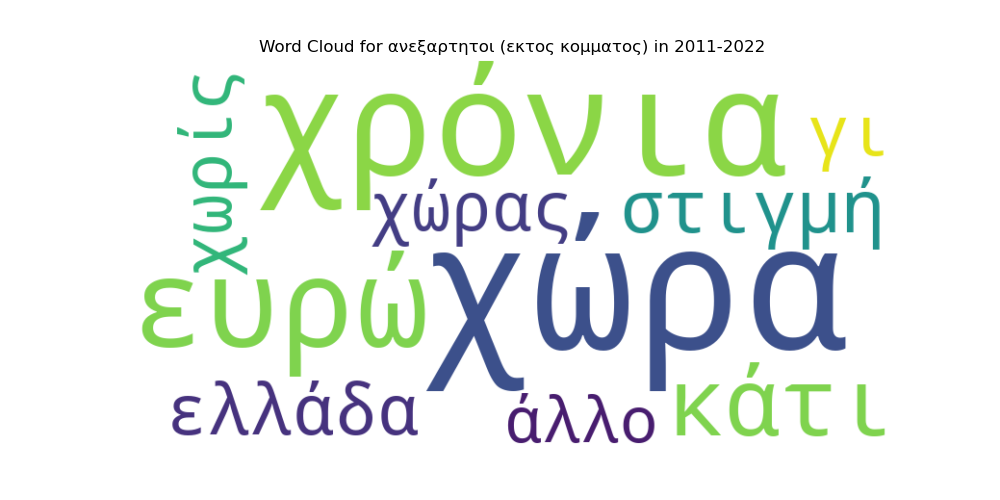 Word Cloud for ανεξαρτητοι (εκτος κομματος) in 2011-2022
χωρίς
χρόνια
γι
χώρας
στιγμή
ευρώ
χώρα
ελλάδα
άλλο
κάτι